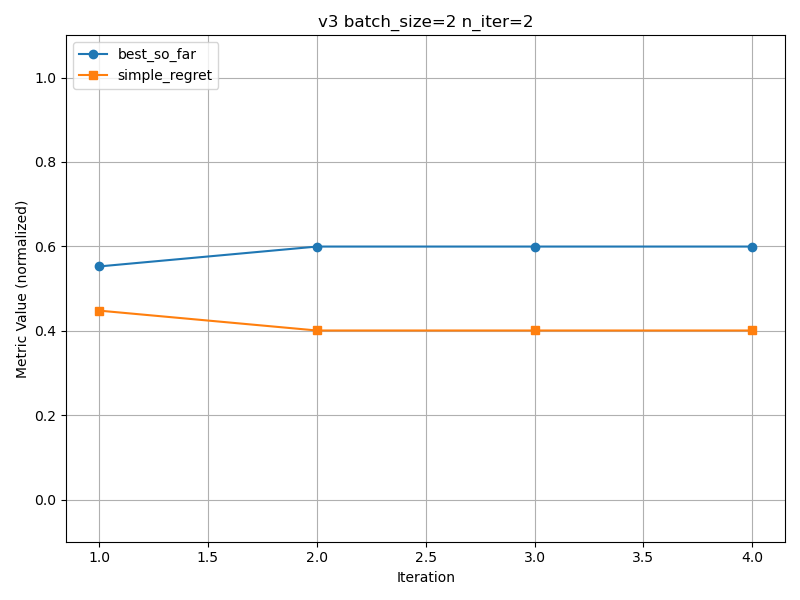 v3 batch_size=2 n_iter=2
best_so_far
simple_regret
1.0
0.8
0.6
0.4
0.2
0.0
Metric Value (normalized)
1.0 1.5 2.0 2.5 3.0 3.5 4.0
Iteration